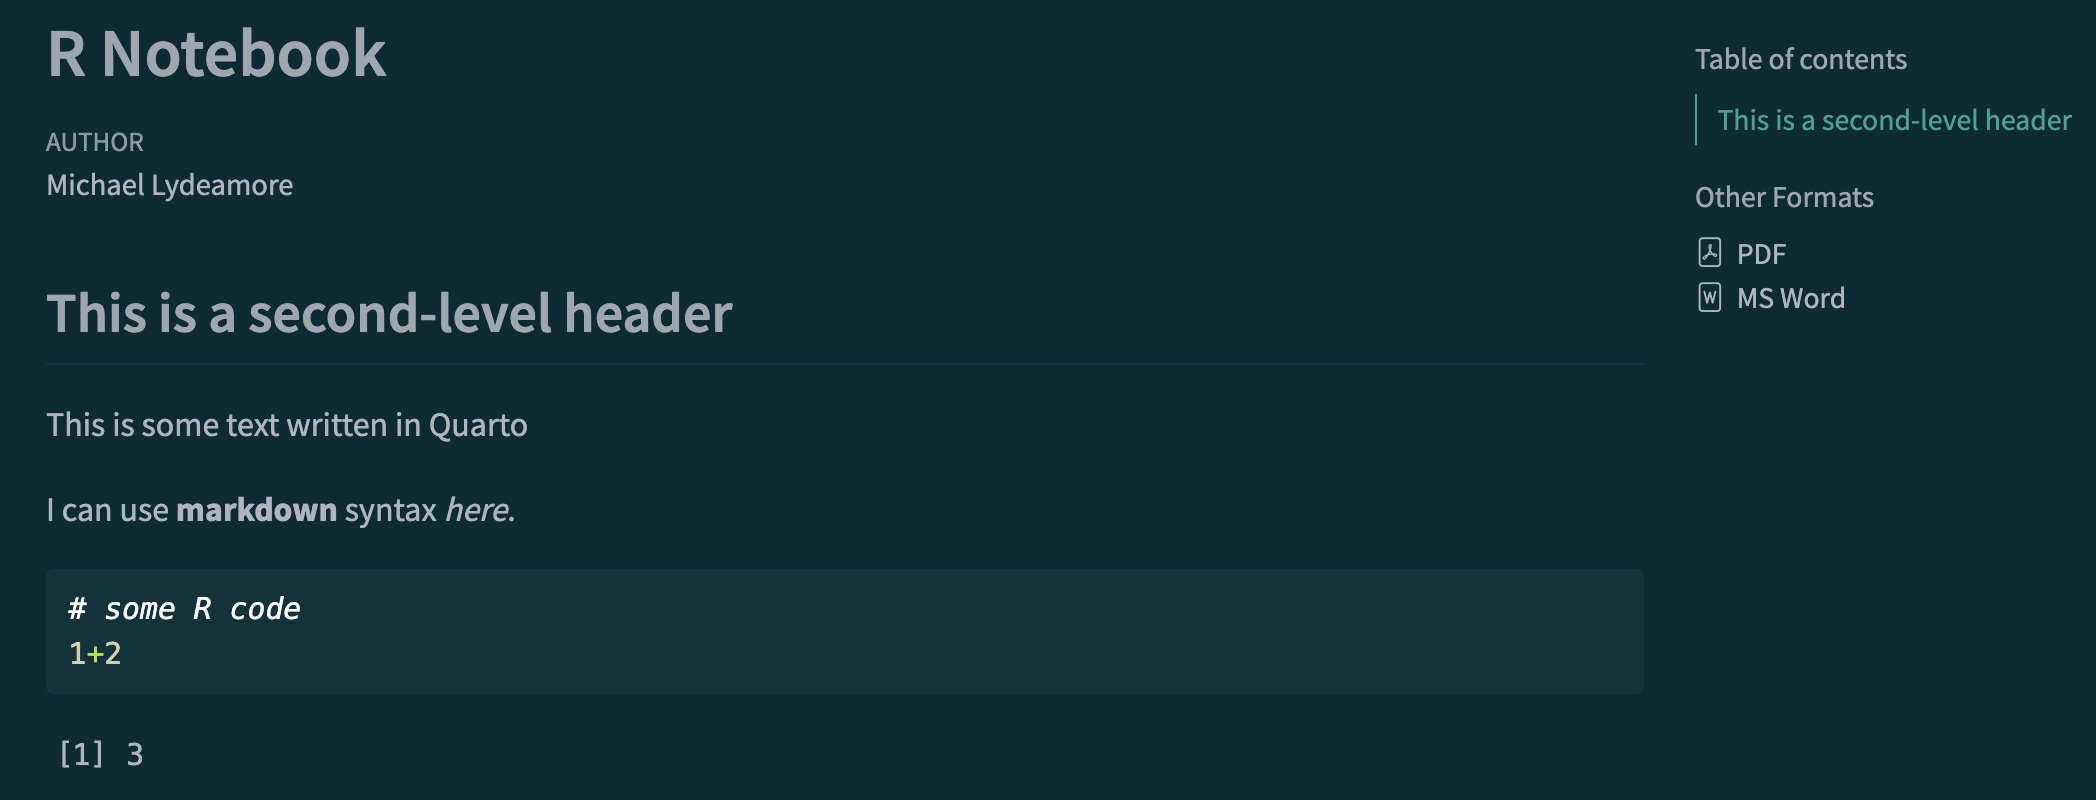 R Notebook
AUTHOR
Michael Lydeamore
This is a second-level header
This is some text written in Quarto
I can use markdown syntax here.
# some R code
1+2
[1] 3
Table of contents
This is a second-level header
Other Formats
PDF
MS Word